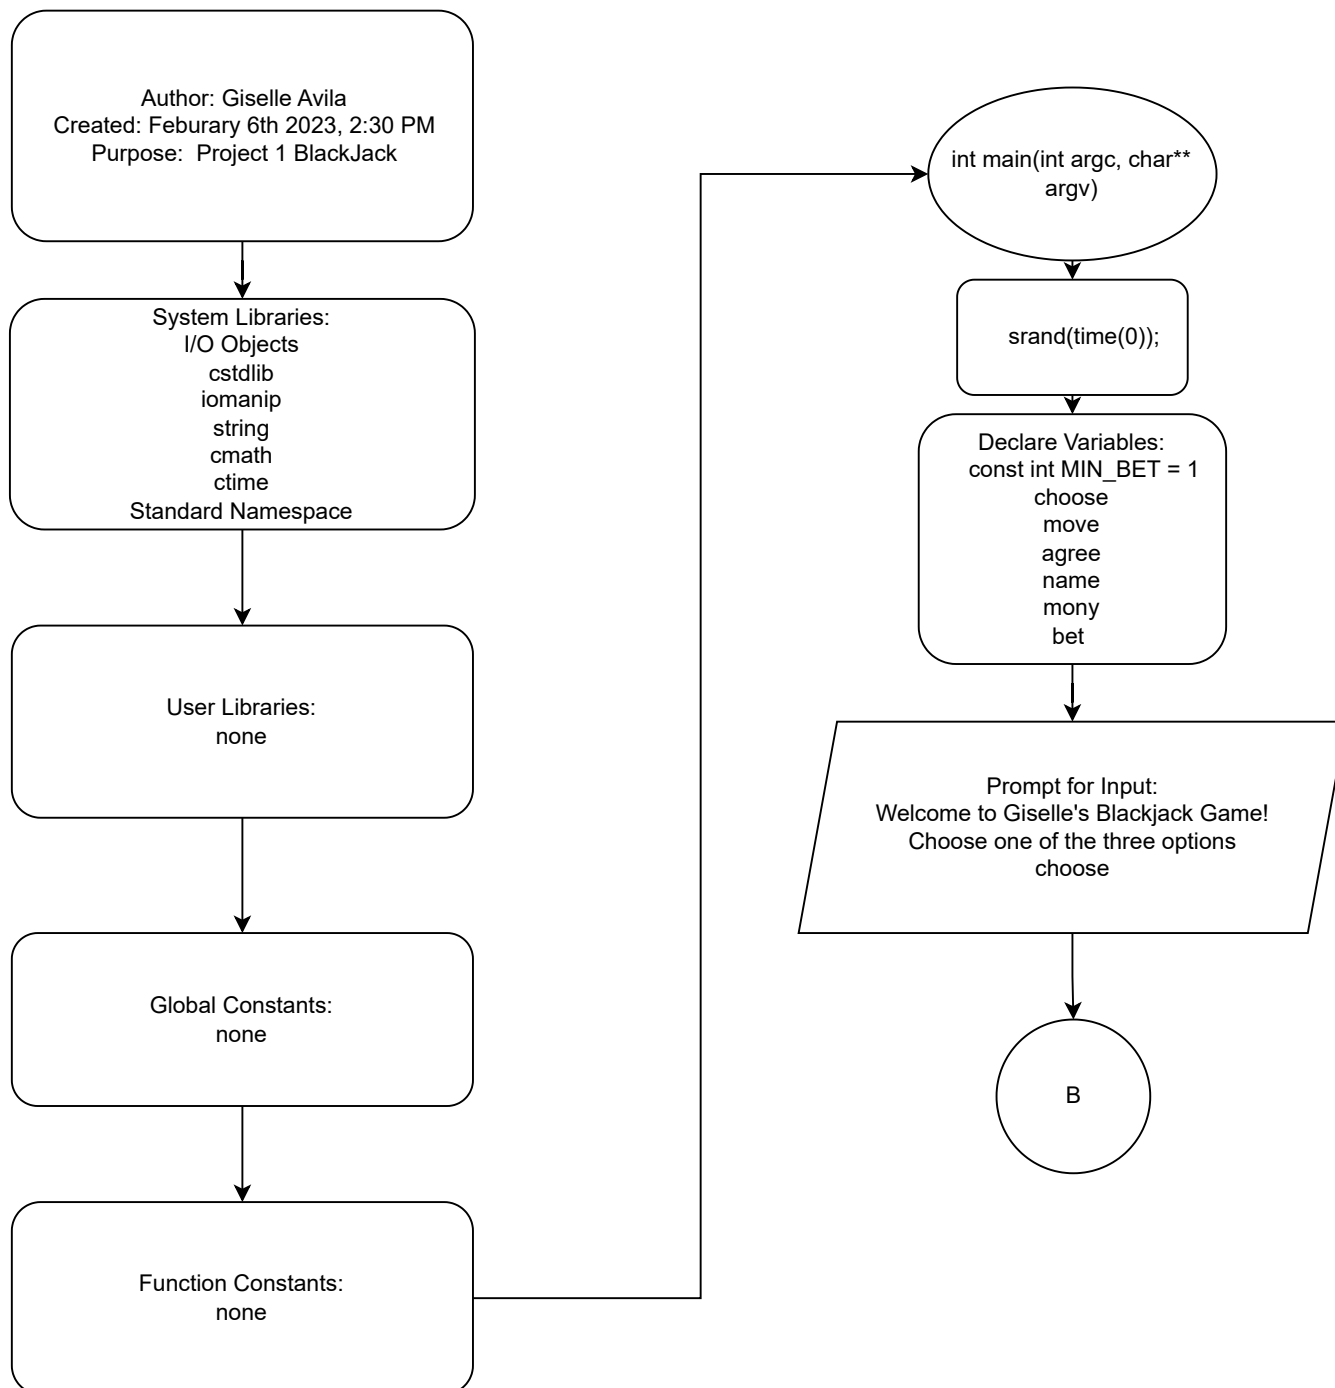 Author: Giselle Avila
Created: Feburary 6th 2023, 2:30 PM
Purpose:  Project 1 BlackJack
System Libraries:
I/O Objects
cstdlib
iomanip
string
cmath
ctime
Standard Namespace
User Libraries:
none
Global Constants:
none
Function Constants:
none
int main(int argc, char**
argv)
srand(time(0));
Declare Variables:
const int MIN_BET = 1
choose
move
agree
name
mony
bet
Prompt for Input:
Welcome to Giselle's Blackjack Game!
Choose one of the three options
choose
B